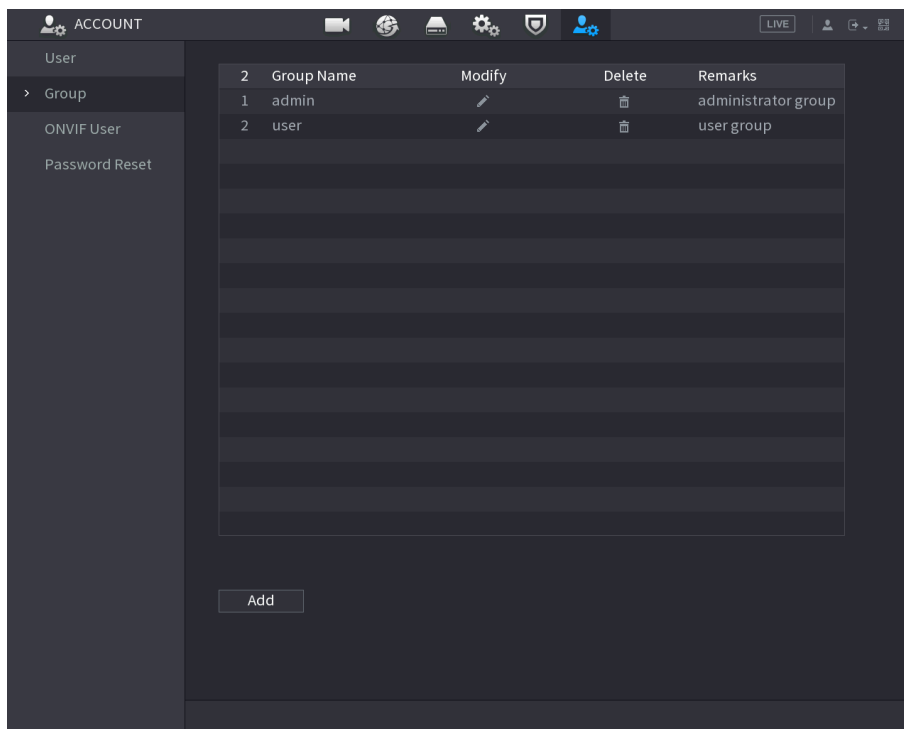 ACCOUNT LIVE
User
Group
ONVIF User
Password Reset
2 Group Name Modify Delete Remarks
1 admin administrator group
2 user user group
Add